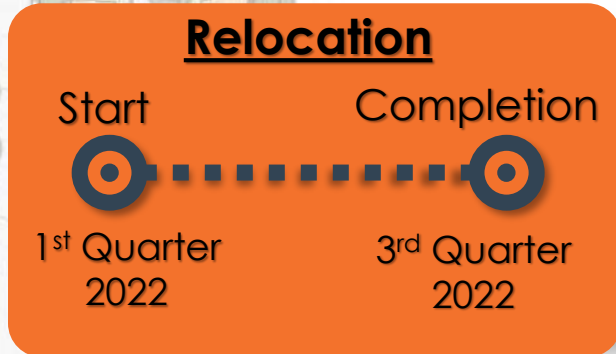 Relocation
Start
Completion
1st Quarter
2022
3rd Quarter
2022